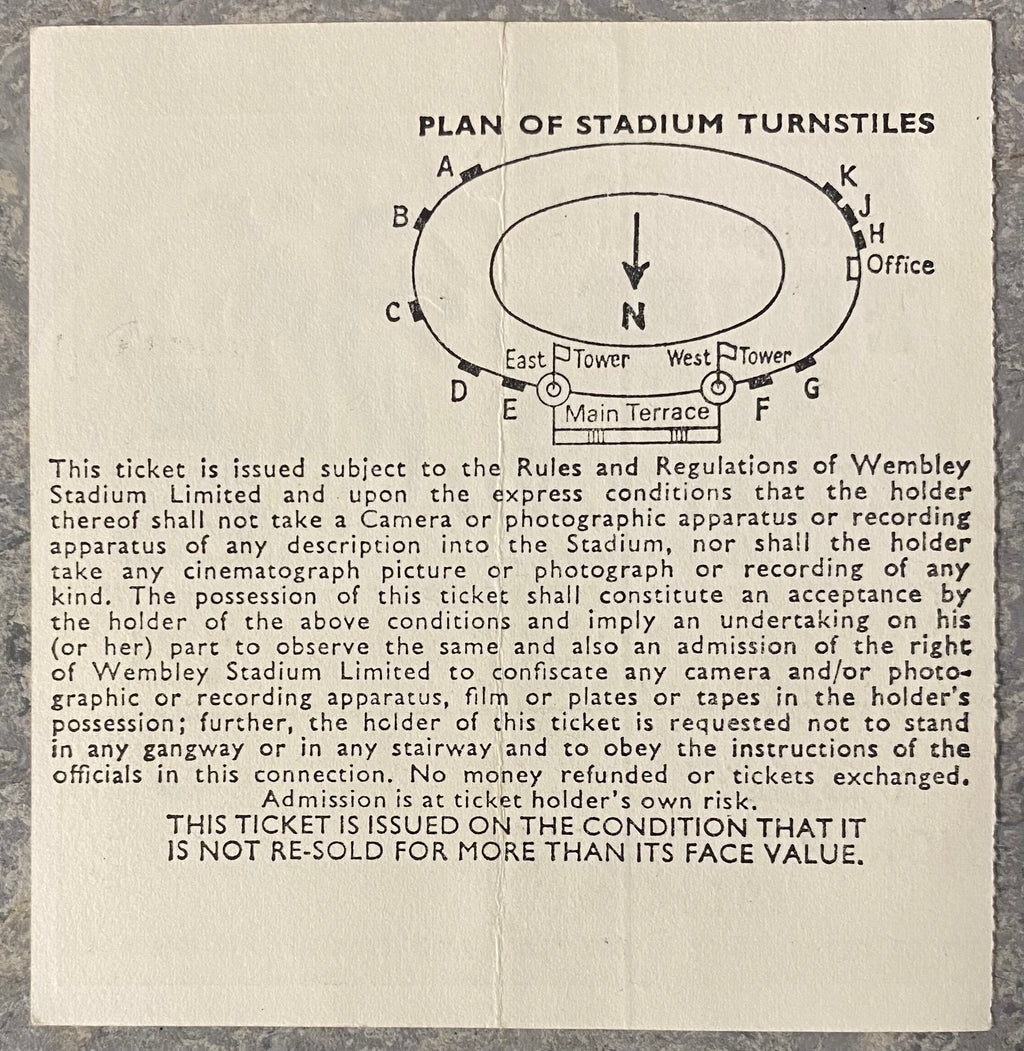 PLAN OF STADIUM TURNSTILES
A
K
B
J
H
Office
C
N
East Tower
West Tower
D
E
Main Terrace
F
G
This ticket is issued subject to the Rules and Regulations of Wembley
Stadium Limited and upon the express conditions that the holder
thereof shall not take a Camera or photographic apparatus or recording
apparatus of any description into the Stadium, nor shall the holder
take any cinematograph picture or photograph or recording of any
kind. The possession of this ticket shall constitute an acceptance by
the holder of the above conditions and imply an undertaking on his
(or her) part to observe the same and also an admission of the right
of Wembley Stadium Limited to confiscate any camera and/or photo-
graphic or recording apparatus, film or plates or tapes in the holder's
possession; further, the holder of this ticket is requested not to stand
in any gangway or in any stairway and to obey the instructions of the
officials in this connection. No money refunded or tickets exchanged.
Admission is at ticket holder's own risk.
THIS TICKET IS ISSUED ON THE CONDITION THAT IT
IS NOT RE-SOLD FOR MORE THAN ITS FACE VALUE.